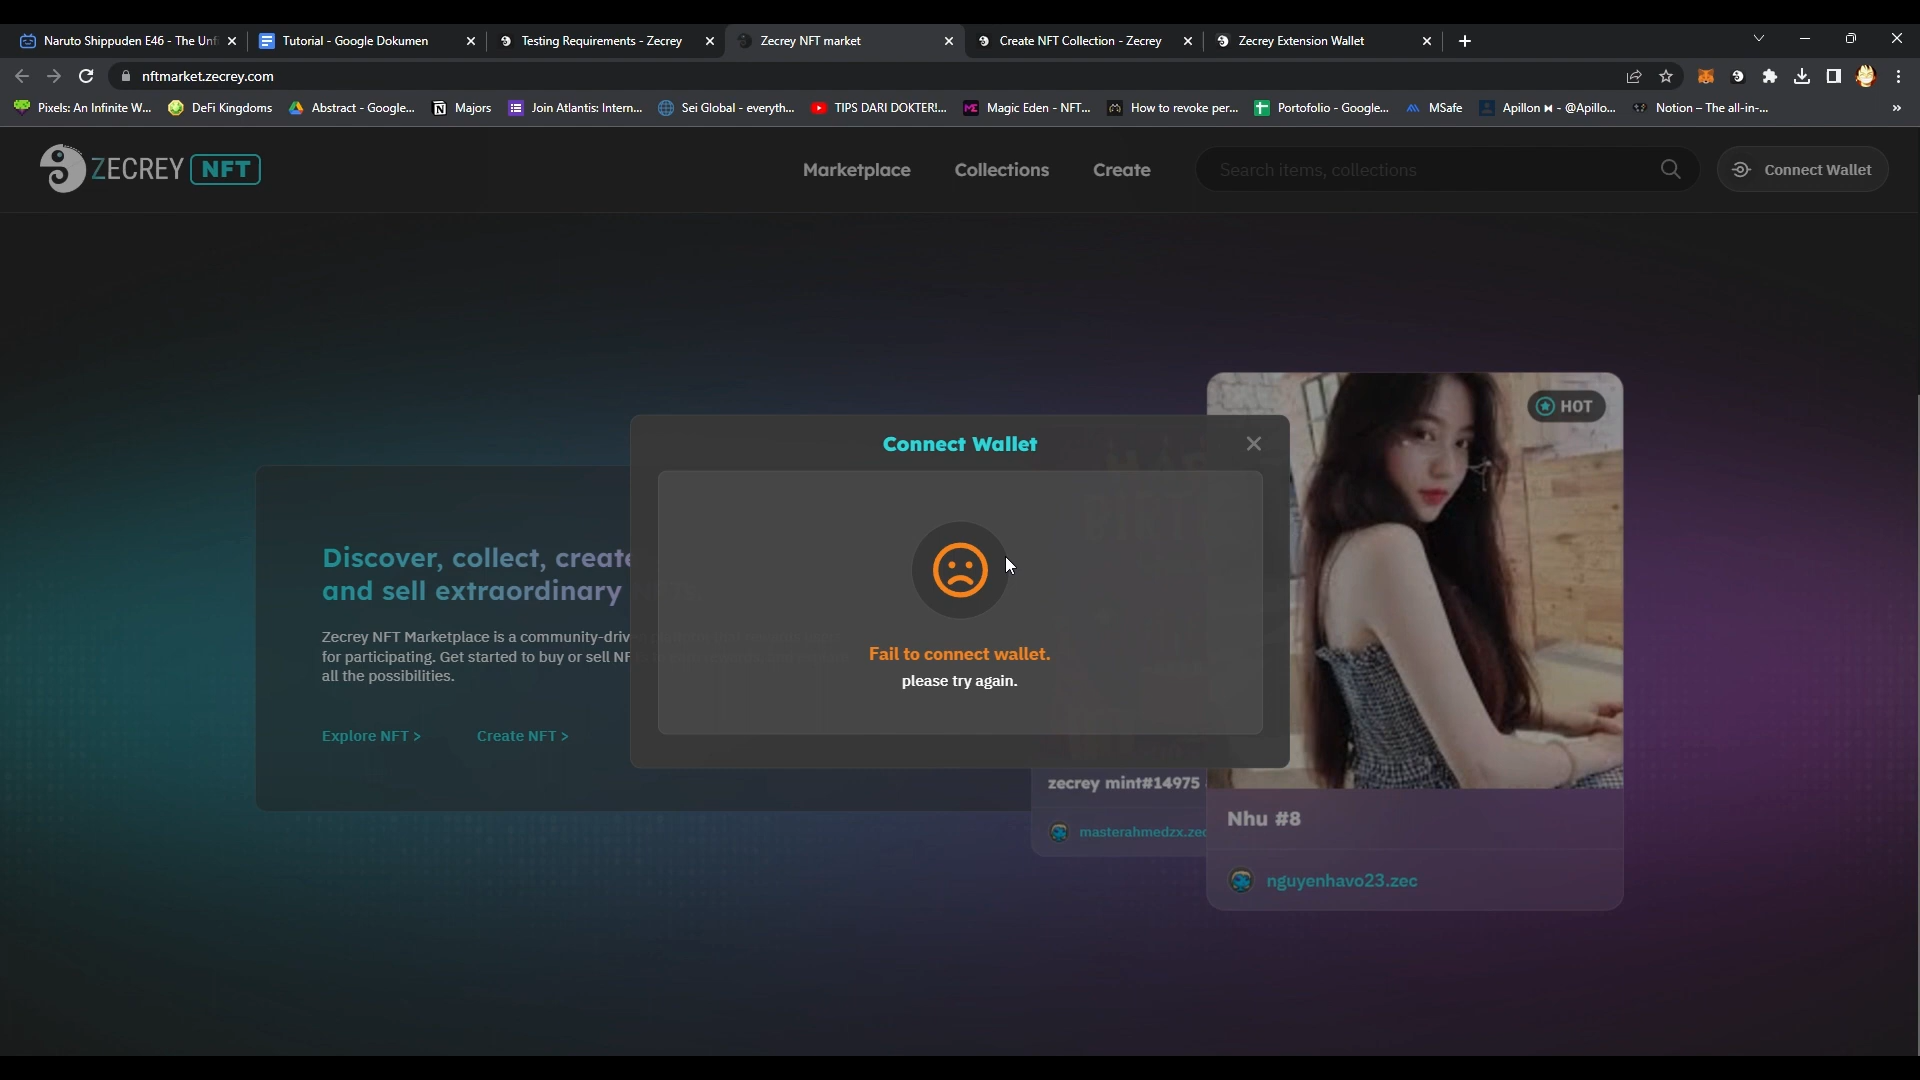 Naruto Shippuden E46 - The Unfi
Tutorial - Google Dokumen
Testing Requirements - Zecrey
Zecrey NFT market
Create NFT Collection - Zecrey
Zecrey Extension Wallet
nftmarket.zecrey.com
Pixels: An Infinite W...
DeFi Kingdoms
Abstract - Google...
Majors
Join Atlantis: Intern...
Sei Global - everyth...
TIPS DARI DOKTER!...
Magic Eden - NFT...
How to revoke per...
Portofolio - Google...
MSafe
Apillon ⧓ - @Apillo...
Notion – The all-in-...
ZECREY NFT
Marketplace
Collections
Create
Search items, collections
Connect Wallet
HOT
Connect Wallet
Discover, collect, create
and sell extraordinary
Zecrey NFT Marketplace is a community-driv
for participating. Get started to buy or sell NF
all the possibilities.
Fail to connect wallet.
please try again.
Explore NFT >
Create NFT >
zecrey mint#14975
masterahmedzx.zec
Nhu #8
nguyenhavo23.zec